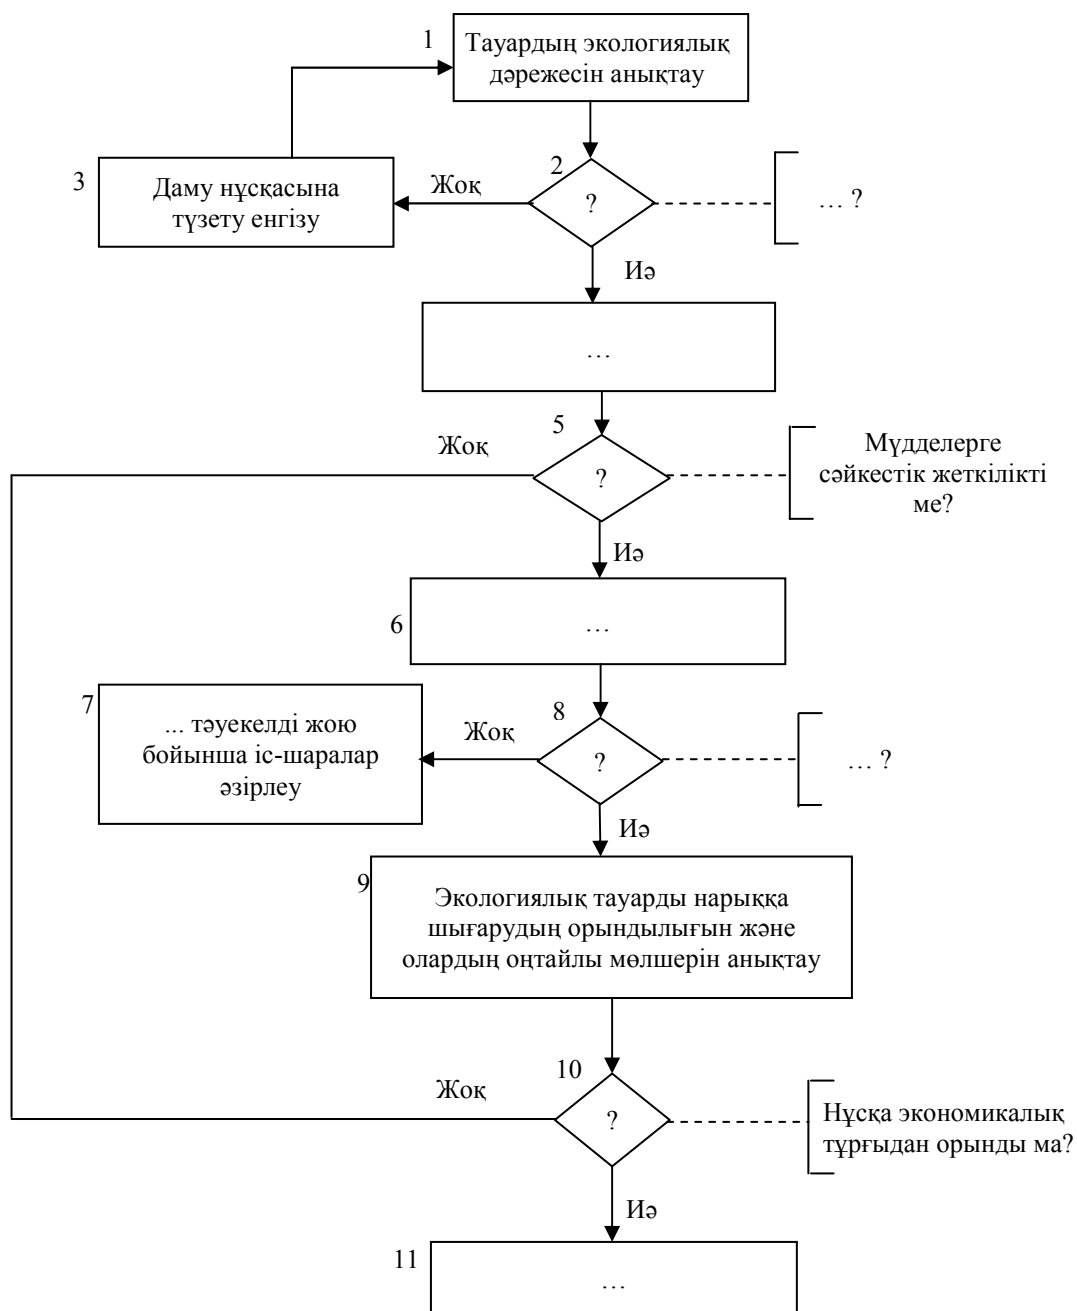 1
Тауардың экологиялық
дәрежесін анықтау
3
Даму нұсқасына
түзету енгізу
Жоқ
2
?
… ?
Иә
…
5
Жоқ
?
Мүдделерге
сәйкестік жеткілікті
ме?
Иә
6
…
7
... тәуекелді жою
бойынша іс-шаралар
әзірлеу
Жоқ
8
?
… ?
Иә
9
Экологиялық тауарды нарыққа
шығарудың орындылығын және
олардың оңтайлы мөлшерін анықтау
10
Жоқ
?
Нұсқа экономикалық
тұрғыдан орынды ма?
Иә
11
…